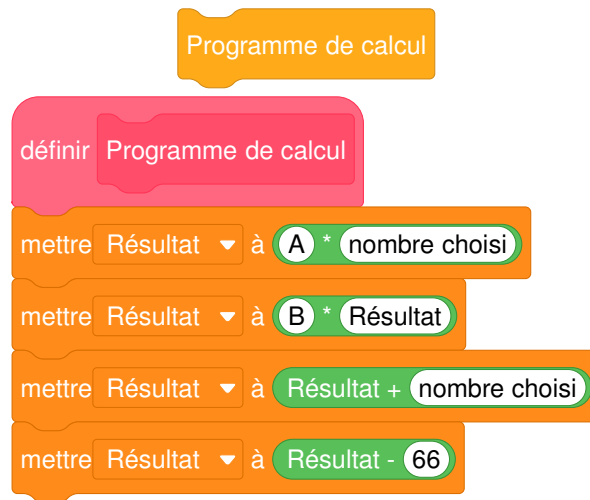 Programme de calcul
définir Programme de calcul
mettre Résultat à A * nombre choisi
mettre Résultat à B * Résultat
mettre Résultat à Résultat + nombre choisi
mettre Résultat à Résultat - 66